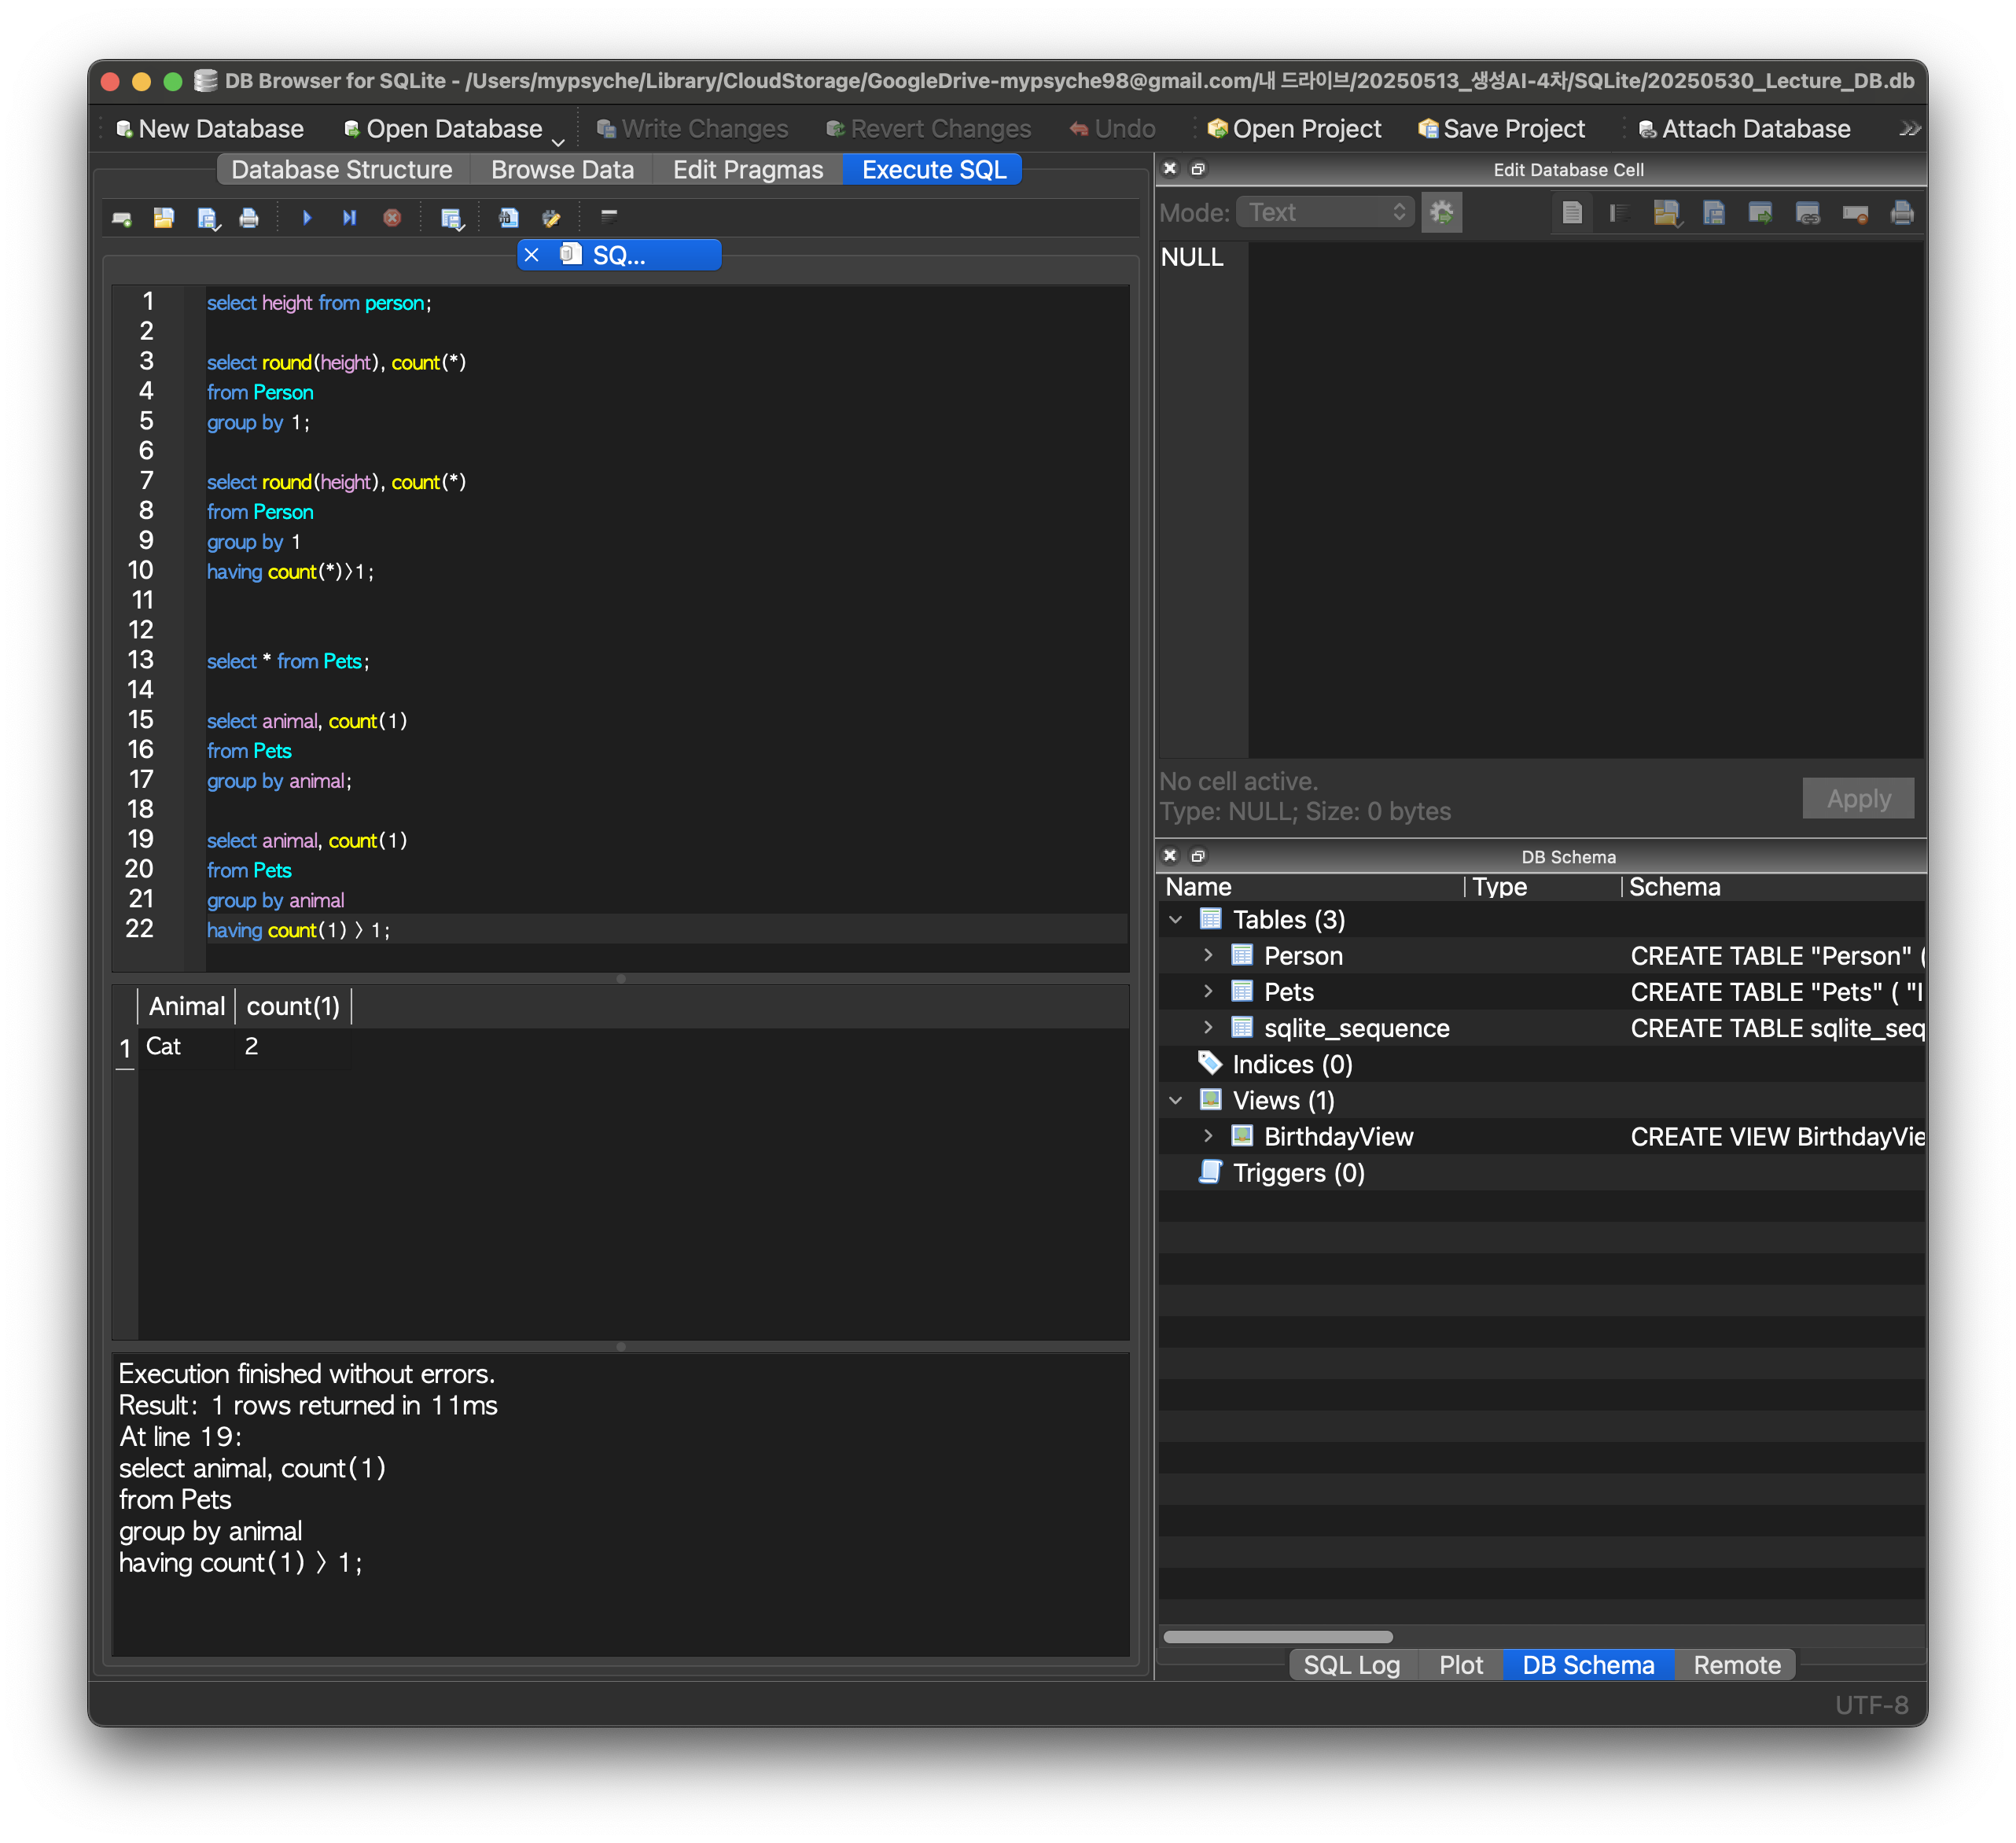 DB Browser for SQLite - /Users/mypsyche/Library/CloudStorage/GoogleDrive-mypsyche98@gmail.com/내 드라이브/20250513_생성AI-4차/SQLite/20250530_Lecture_DB.db
New Database Open Database Write Changes Revert Changes Undo Open Project Save Project Attach Database
Database Structure Browse Data Edit Pragmas Execute SQL
SQ...
1 select height from person;
2
3 select round(height), count(*)
4 from Person
5 group by 1;
6
7 select round(height), count(*)
8 from Person
9 group by 1
10 having count(*)>1;
11
12
13 select * from Pets;
14
15 select animal, count(1)
16 from Pets
17 group by animal;
18
19 select animal, count(1)
20 from Pets
21 group by animal
22 having count(1) > 1;
Animal count(1)
1 Cat 2
Execution finished without errors.
Result: 1 rows returned in 11ms
At line 19:
select animal, count(1)
from Pets
group by animal
having count(1) > 1;
Edit Database Cell
Mode: Text
NULL
No cell active.
Type: NULL; Size: 0 bytes
Apply
DB Schema
Name Type Schema
Tables (3)
Person CREATE TABLE "Person" (
Pets CREATE TABLE "Pets" ( "I
sqlite_sequence CREATE TABLE sqlite_seq
Indices (0)
Views (1)
BirthdayView CREATE VIEW BirthdayVie
Triggers (0)
SQL Log Plot DB Schema Remote
UTF-8